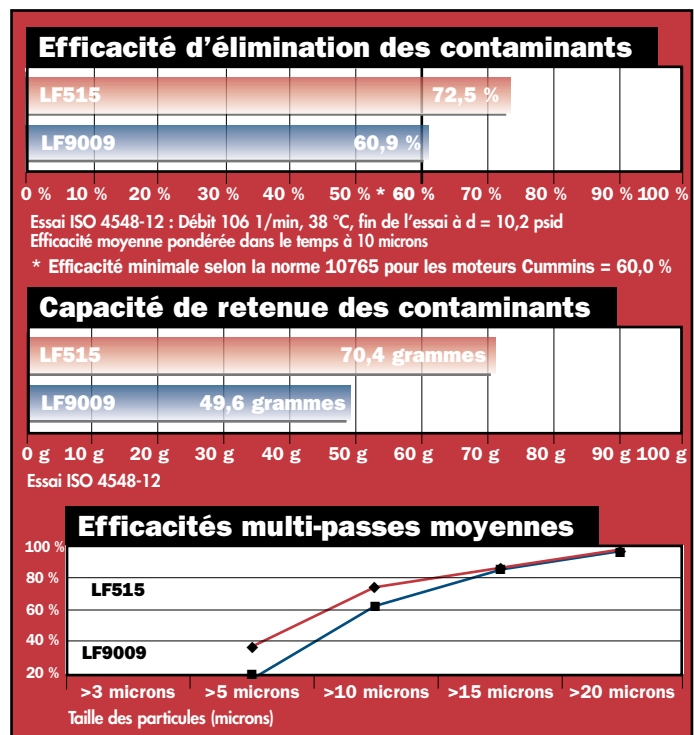 Efficacité d’élimination des contaminants
LF515 72,5 %
LF9009 60,9 %
0 % 10 % 20 % 30 % 40 % 50 % * 60 % 70 % 80 % 90 % 100 %
Essai ISO 4548-12 : Débit 106 1/min, 38 °C, fin de l’essai à d = 10,2 psid
Efficacité moyenne pondérée dans le temps à 10 microns
* Efficacité minimale selon la norme 10765 pour les moteurs Cummins = 60,0 %
Capacité de retenue des contaminants
LF515 70,4 grammes
LF9009 49,6 grammes
0 g 10 g 20 g 30 g 40 g 50 g 60 g 70 g 80 g 90 g 100 g
Essai ISO 4548-12
Efficacités multi-passes moyennes
100 %
80 %
LF515
60 %
40 %
LF9009
20 %
>3 microns >5 microns >10 microns >15 microns >20 microns
Taille des particules (microns)